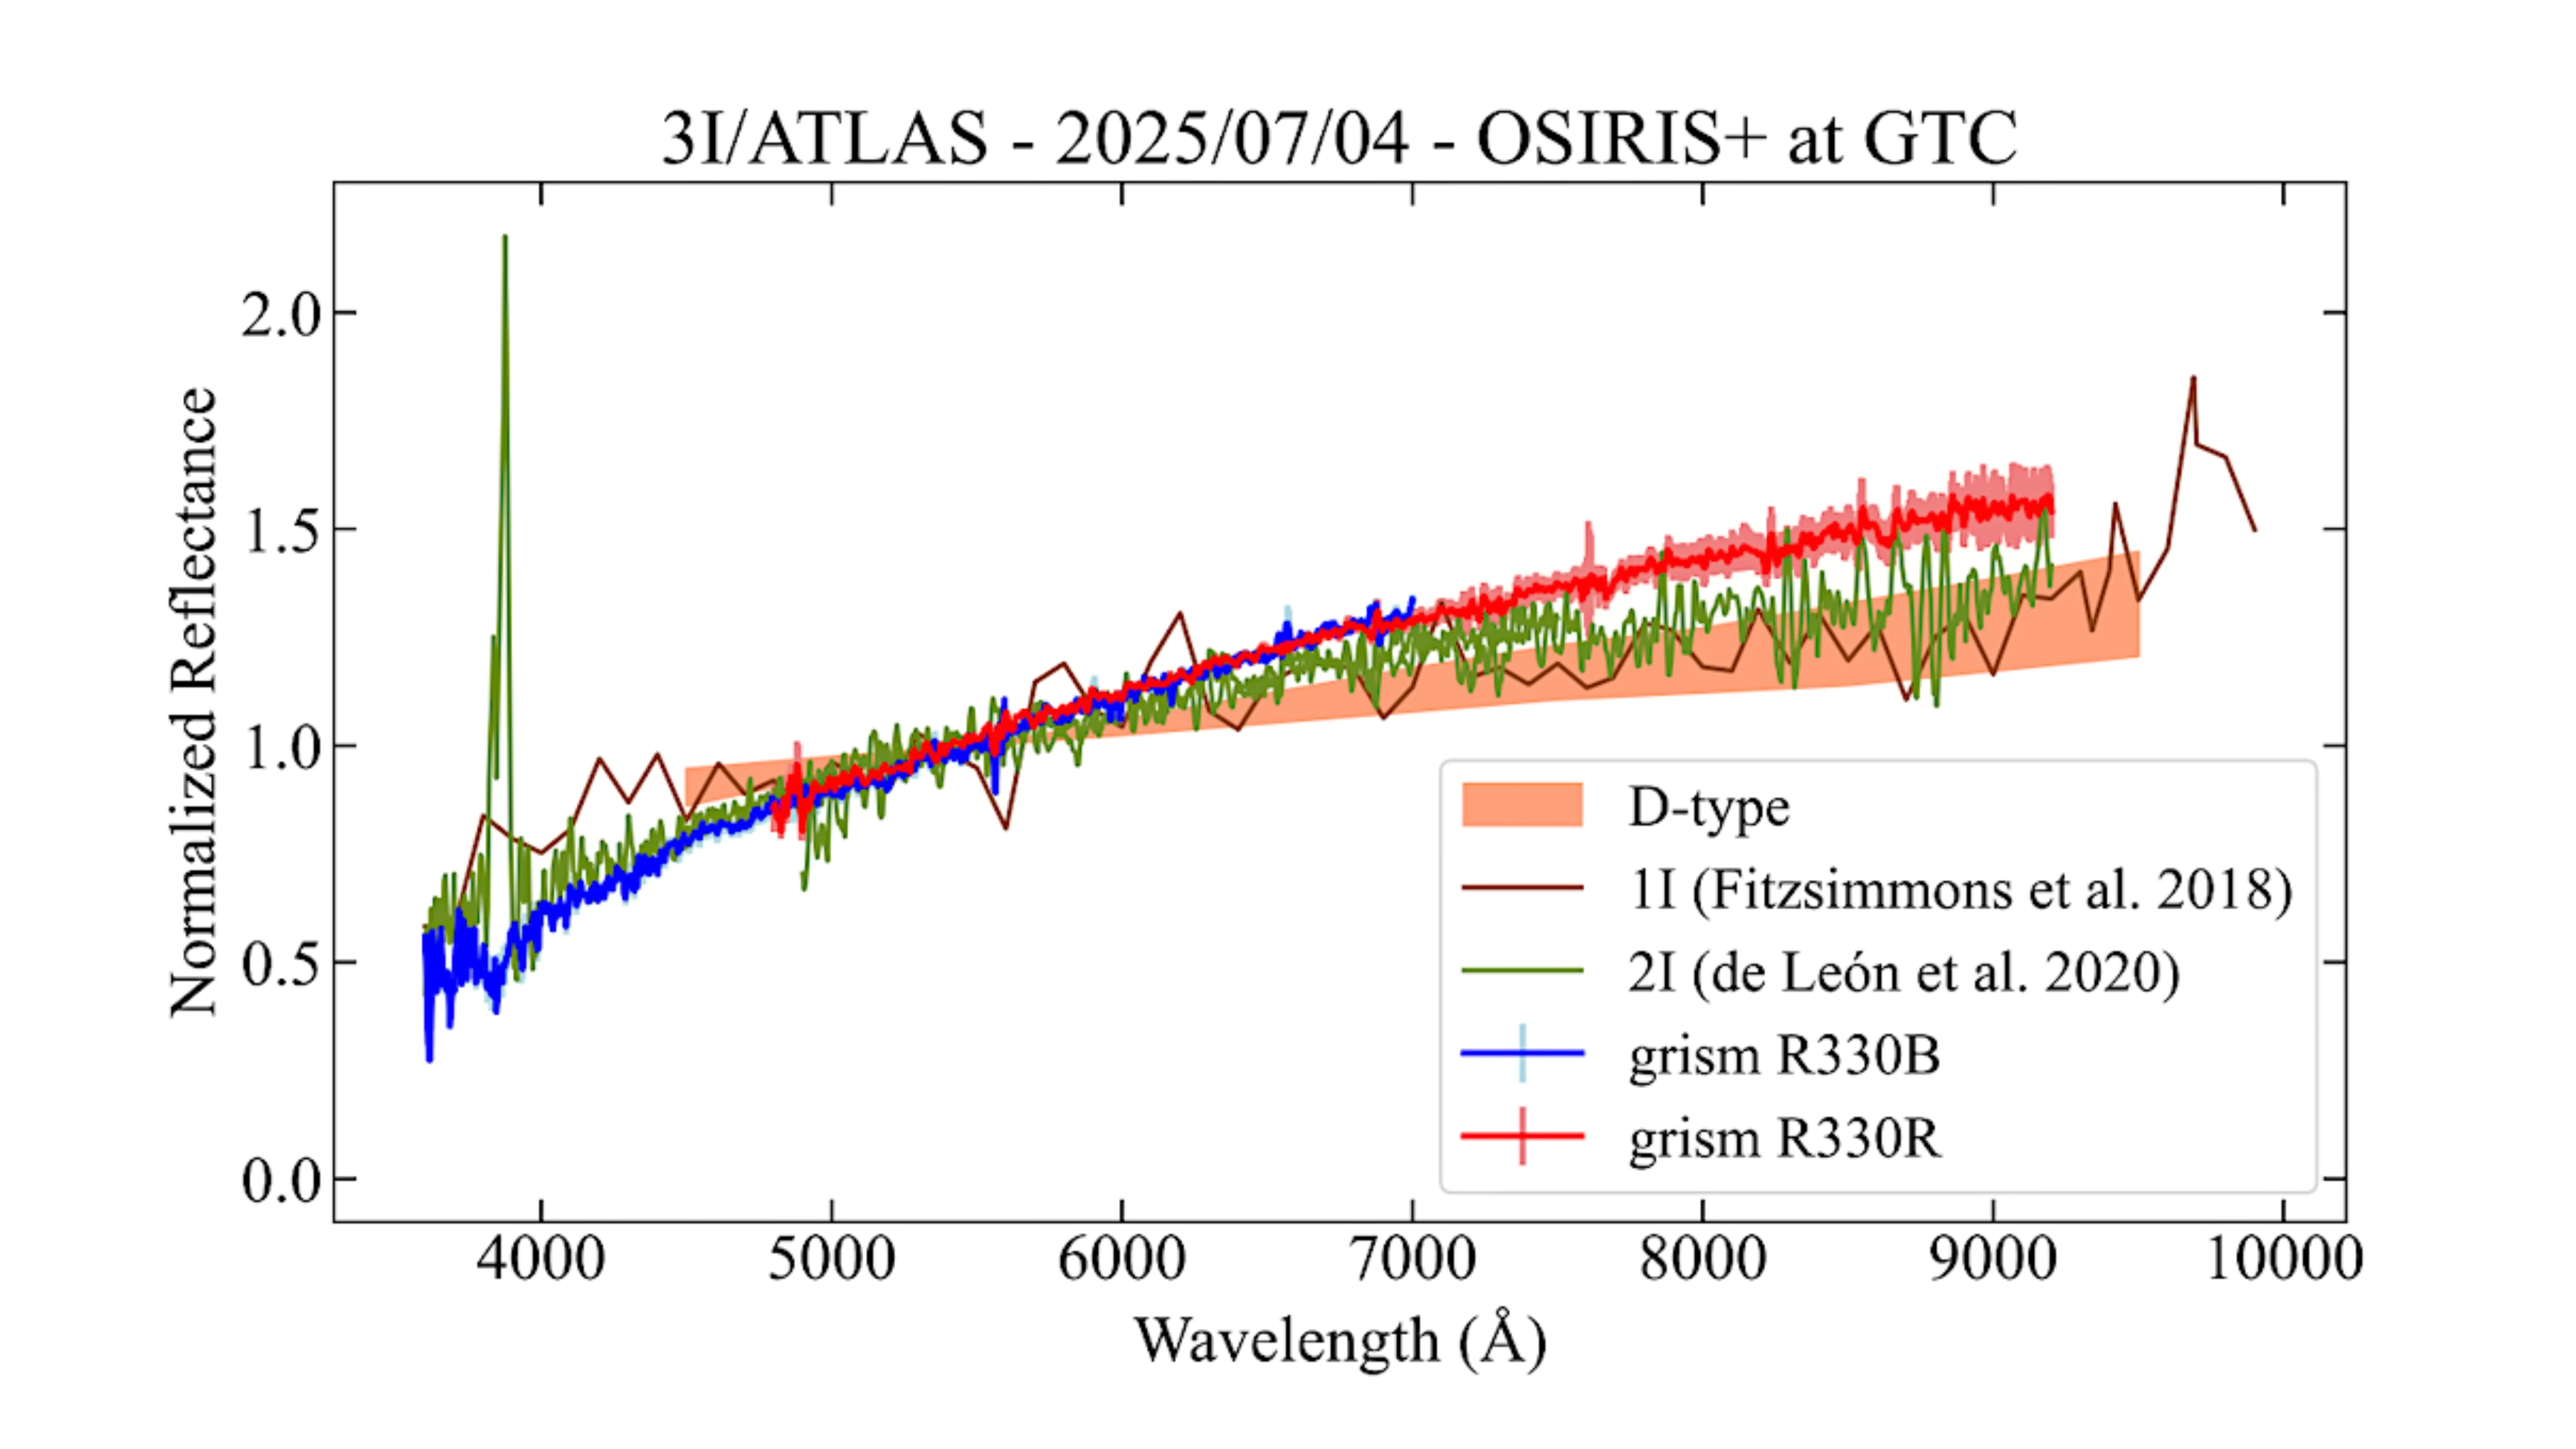 3I/ATLAS - 2025/07/04 - OSIRIS+ at GTC
Normalized Reflectance
2.0
1.5
1.0
0.5
0.0
D-type
1I (Fitzsimmons et al. 2018)
2I (de León et al. 2020)
grism R330B
grism R330R
4000 5000 6000 7000 8000 9000 10000
Wavelength (Å)